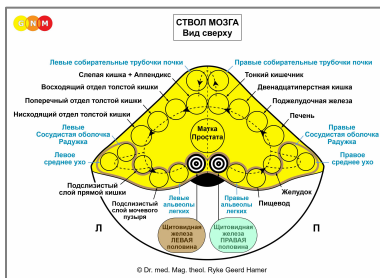 GNM
СТВОЛ МОЗГА
Вид сверху
Левые собирательные трубочки почки
Правые собирательные трубочки почки
Слепая кишка + Аппендикс
Тонкий кишечник
Восходящий отдел толстой кишки
Двенадцатиперстная кишка
Поперечный отдел толстой кишки
Поджелудочная железа
Нисходящий отдел толстой кишки
Печень
Левые
Сосудистая оболочка
Радужка
Матка
Простата
Правые
Сосудистая оболочка
Радужка
Левое
среднее ухо
Правое
среднее ухо
Подслизистый
слой прямой кишки
Желудок
Подслизистый
слой мочевого
пузыря
Левые
альвеолы
легких
Правые
альвеолы
легких
Пищевод
Л
П
Щитовидная
железа
ЛЕВАЯ
половина
Щитовидная
железа
ПРАВАЯ
половина
© Dr. med. Mag. theol. Ryke Geerd Hamer